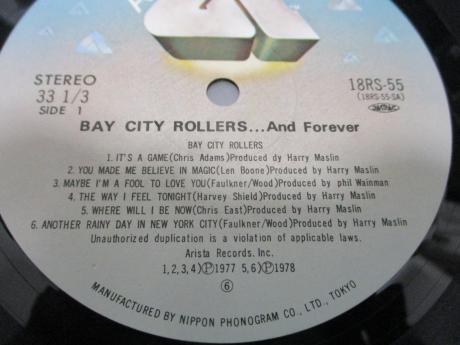 STEREO
33 1/3
SIDE 1
18RS-55
(18RS-55-SA)
BAY CITY ROLLERS...And Forever
BAY CITY ROLLERS
1. IT'S A GAME(Chris Adams)Produced dy Harry Maslin
2. YOU MADE ME BELIEVE IN MAGIC(Len Boone)Produced by Harry Maslin
3. MAYBE I'M A FOOL TO LOVE YOU(Faulkner/Wood)Produced by phil Wainman
4. THE WAY I FEEL TONIGHT(Harvey Shield)Produced by Harry Maslin
5. WHERE WILL I BE NOW(Chris East)Produced by Harry Maslin
6. ANOTHER RAINY DAY IN NEW YORK CITY(Faulkner/Wood)Produced by Harry Maslin
Unauthorized duplication is a violation of applicable laws.
Arista Records. Inc.
1,2,3,4)Ⓟ1977 5,6)Ⓟ1978
⑥
MANUFACTURED BY NIPPON PHONOGRAM CO., LTD., TOKYO